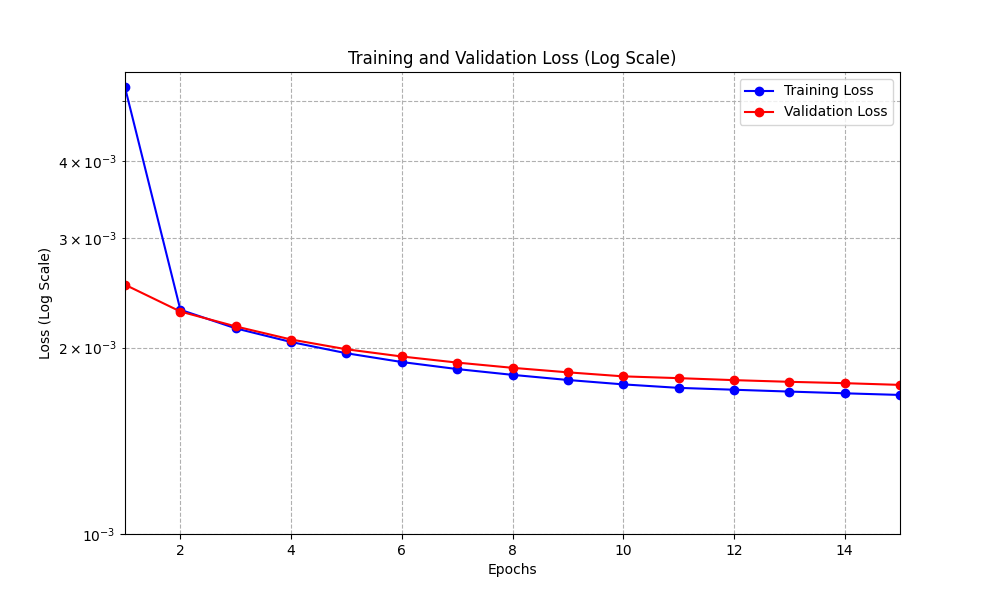 Training and Validation Loss (Log Scale)
Training Loss
Validation Loss
4 × 10⁻³
3 × 10⁻³
2 × 10⁻³
10⁻³
Loss (Log Scale)
2 4 6 8 10 12 14
Epochs